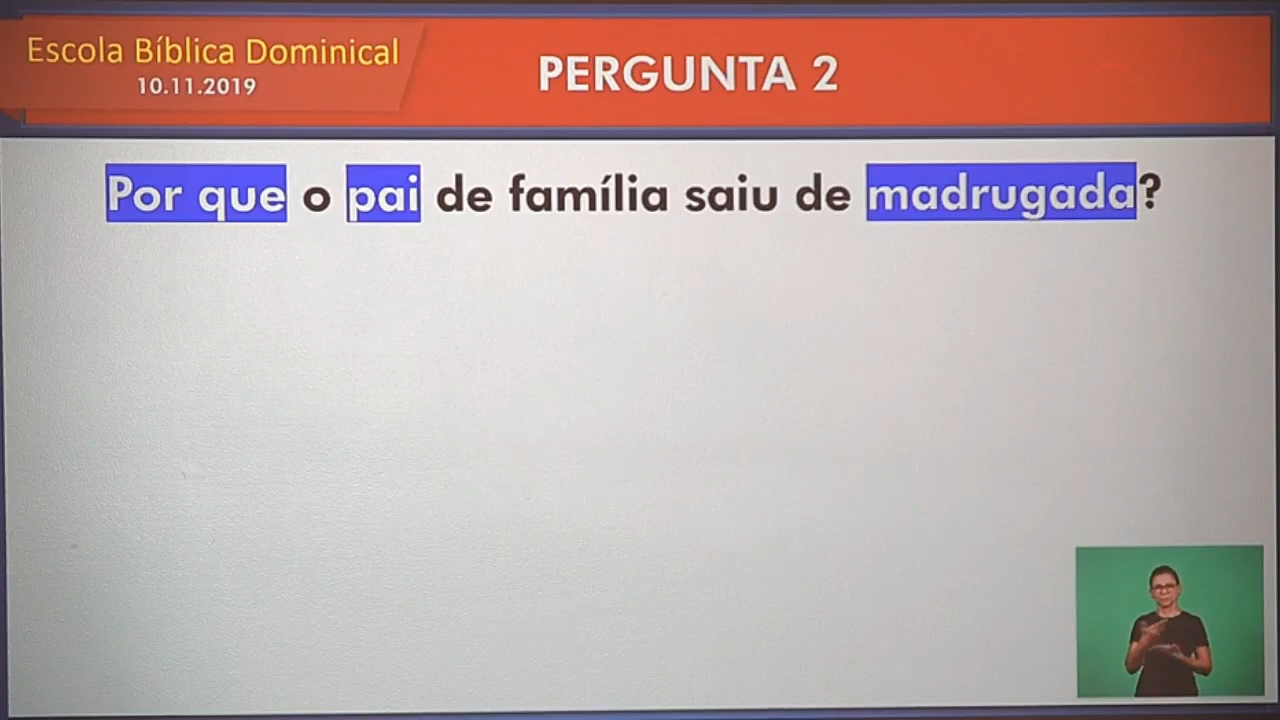 Escola Bíblica Dominical
10.11.2019
PERGUNTA 2
Por que o pai de família saiu de madrugada?